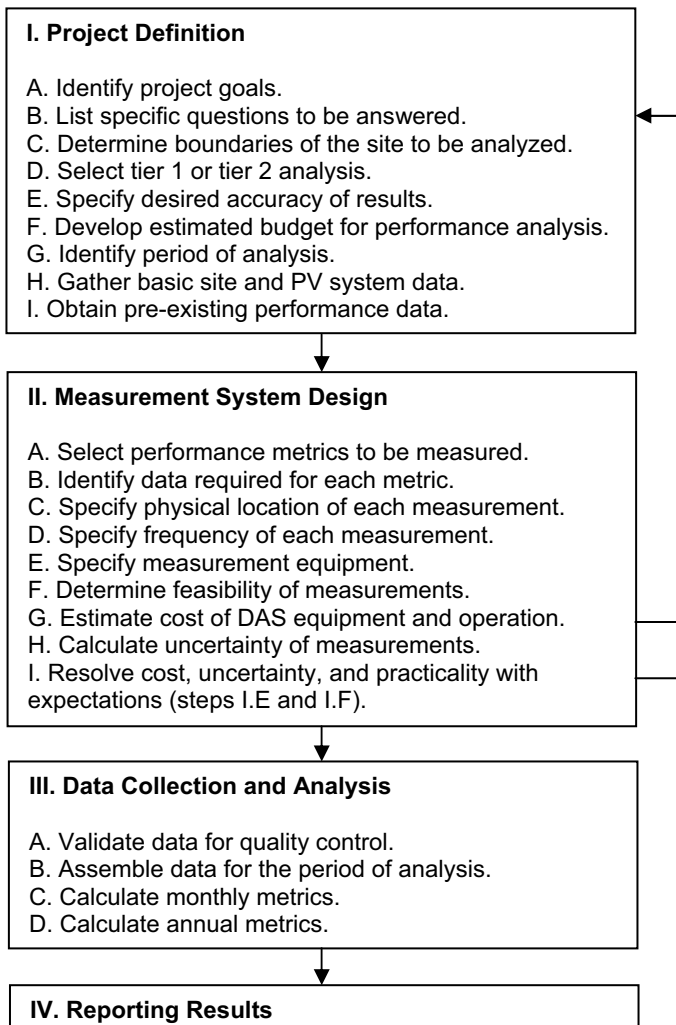 I. Project Definition
A. Identify project goals.
B. List specific questions to be answered.
C. Determine boundaries of the site to be analyzed.
D. Select tier 1 or tier 2 analysis.
E. Specify desired accuracy of results.
F. Develop estimated budget for performance analysis.
G. Identify period of analysis.
H. Gather basic site and PV system data.
I. Obtain pre-existing performance data.
II. Measurement System Design
A. Select performance metrics to be measured.
B. Identify data required for each metric.
C. Specify physical location of each measurement.
D. Specify frequency of each measurement.
E. Specify measurement equipment.
F. Determine feasibility of measurements.
G. Estimate cost of DAS equipment and operation.
H. Calculate uncertainty of measurements.
I. Resolve cost, uncertainty, and practicality with
expectations (steps I.E and I.F).
III. Data Collection and Analysis
A. Validate data for quality control.
B. Assemble data for the period of analysis.
C. Calculate monthly metrics.
D. Calculate annual metrics.
IV. Reporting Results